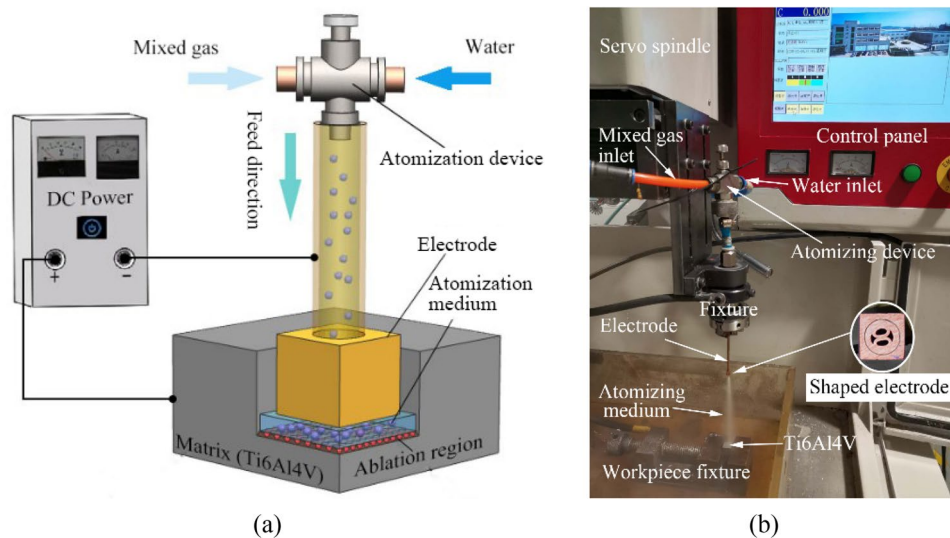 Mixed gas
Water
Feed direction
Atomization device
DC Power
+
−
Electrode
Atomization
medium
Matrix (Ti6Al4V)
Ablation region
(a)
C 0.000
Servo spindle
Control panel
Mixed gas
inlet
Water inlet
Atomizing device
Fixture
Electrode
Shaped electrode
Atomizing
medium
Ti6Al4V
Workpiece fixture
(b)